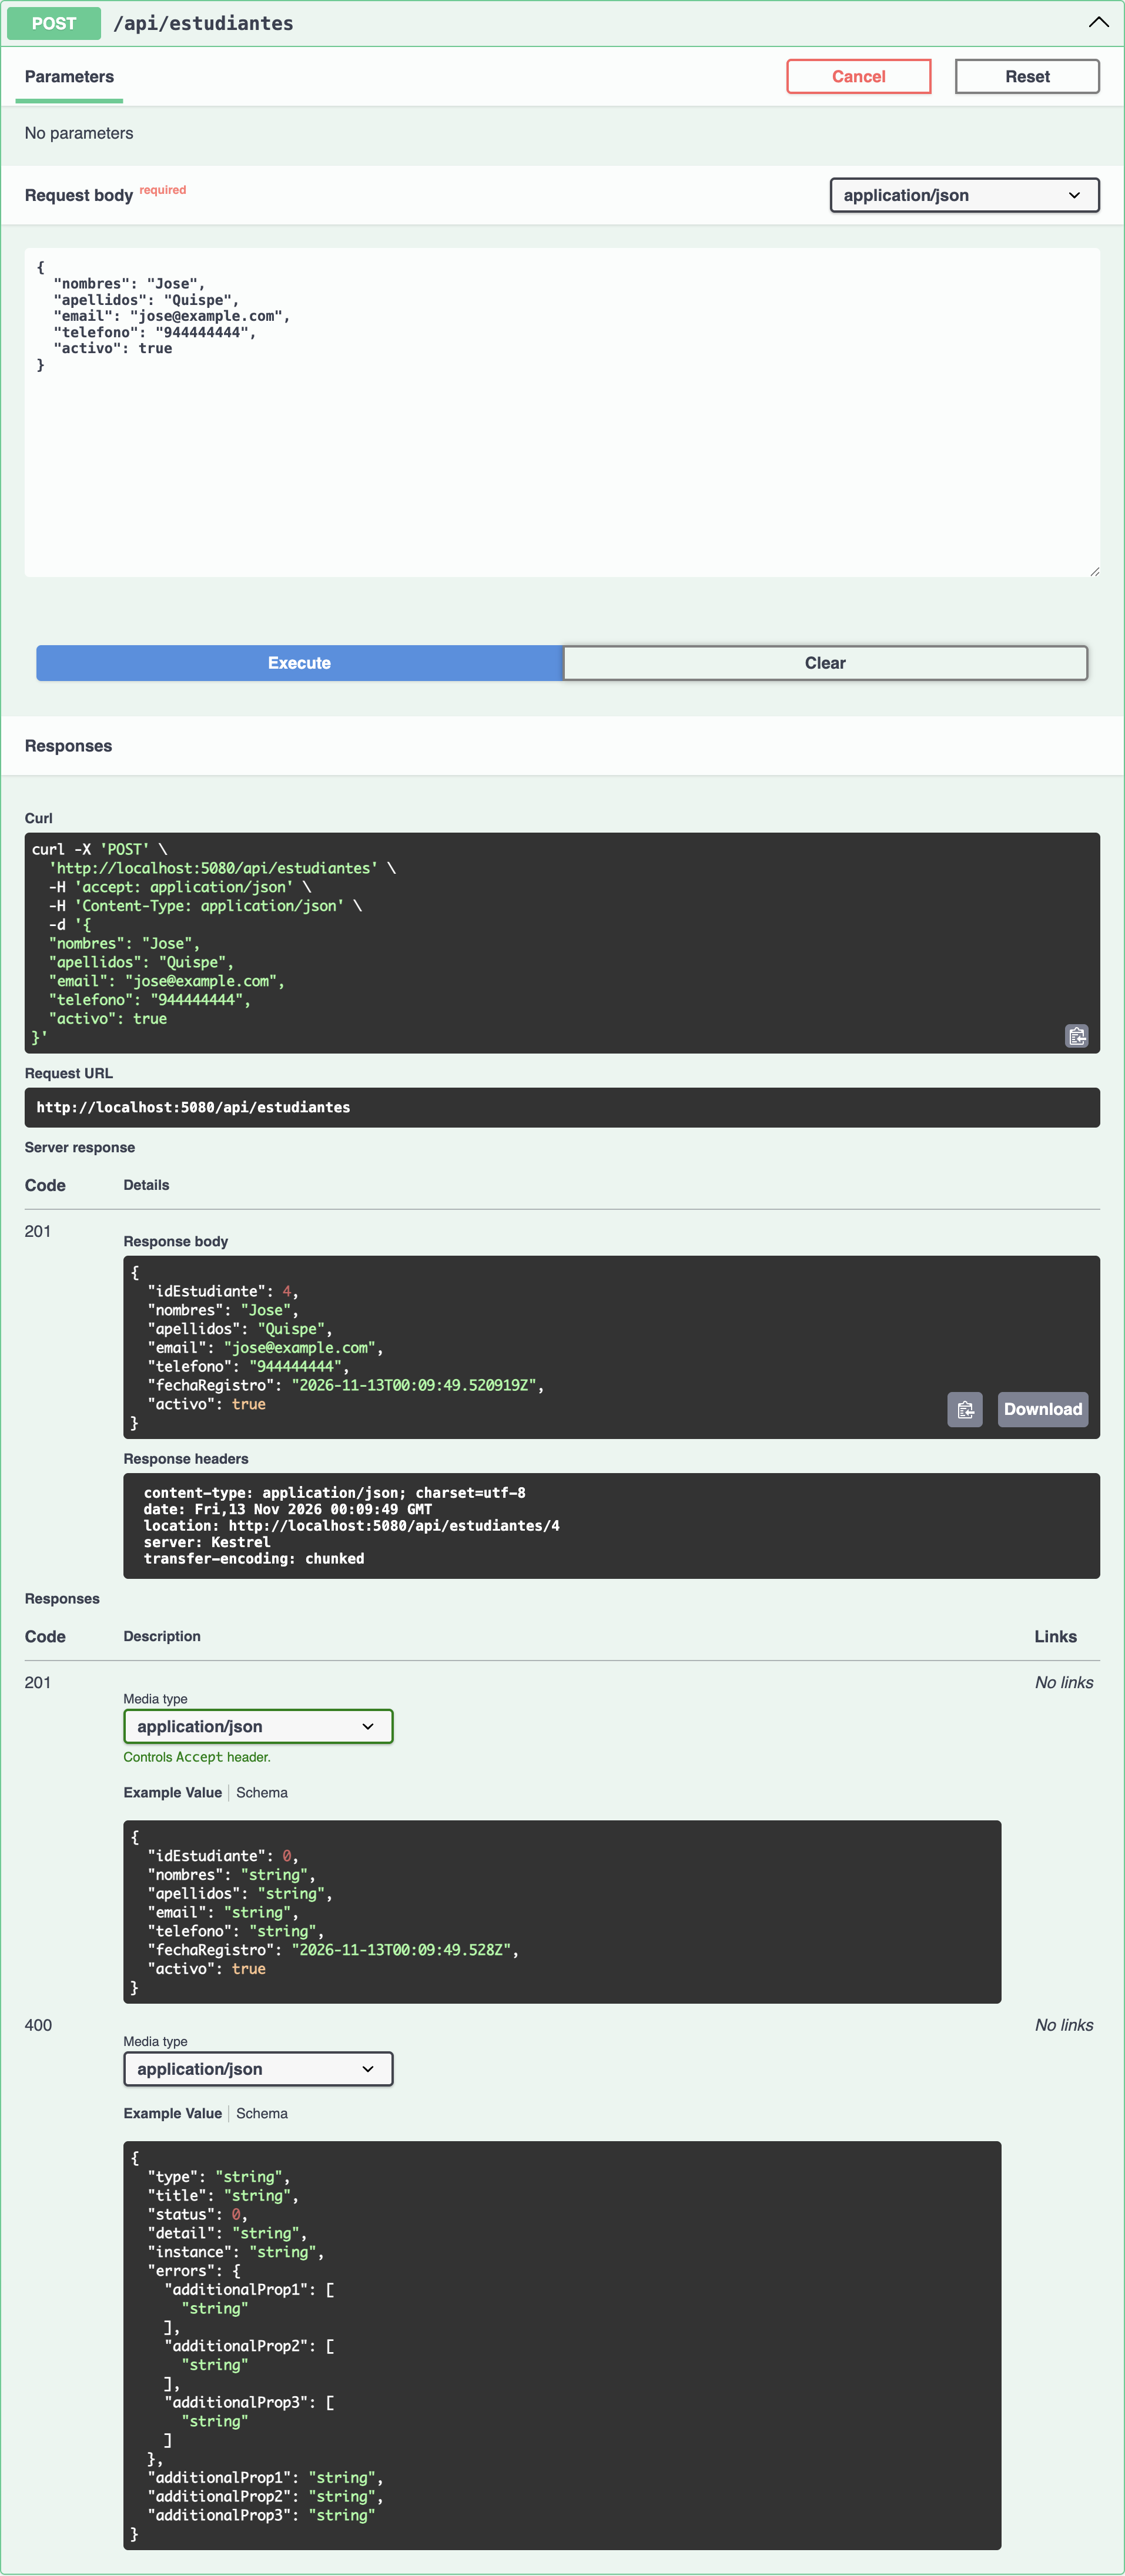 POST /api/estudiantes
Parameters
Cancel
Reset
No parameters
Request body required
application/json
{
  "nombres": "Jose",
  "apellidos": "Quispe",
  "email": "jose@example.com",
  "telefono": "944444444",
  "activo": true
}
Execute
Clear
Responses
Curl
curl -X 'POST' \
  'http://localhost:5080/api/estudiantes' \
  -H 'accept: application/json' \
  -H 'Content-Type: application/json' \
  -d '{
  "nombres": "Jose",
  "apellidos": "Quispe",
  "email": "jose@example.com",
  "telefono": "944444444",
  "activo": true
}'
Request URL
http://localhost:5080/api/estudiantes
Server response
Code Details
201
Response body
{
  "idEstudiante": 4,
  "nombres": "Jose",
  "apellidos": "Quispe",
  "email": "jose@example.com",
  "telefono": "944444444",
  "fechaRegistro": "2026-11-13T00:09:49.520919Z",
  "activo": true
}
Download
Response headers
content-type: application/json; charset=utf-8
date: Fri,13 Nov 2026 00:09:49 GMT
location: http://localhost:5080/api/estudiantes/4
server: Kestrel
transfer-encoding: chunked
Responses
Code Description Links
201 No links
Media type
application/json
Controls Accept header.
Example Value Schema
{
  "idEstudiante": 0,
  "nombres": "string",
  "apellidos": "string",
  "email": "string",
  "telefono": "string",
  "fechaRegistro": "2026-11-13T00:09:49.528Z",
  "activo": true
}
400 No links
Media type
application/json
Example Value Schema
{
  "type": "string",
  "title": "string",
  "status": 0,
  "detail": "string",
  "instance": "string",
  "errors": {
    "additionalProp1": [
      "string"
    ],
    "additionalProp2": [
      "string"
    ],
    "additionalProp3": [
      "string"
    ]
  },
  "additionalProp1": "string",
  "additionalProp2": "string",
  "additionalProp3": "string"
}